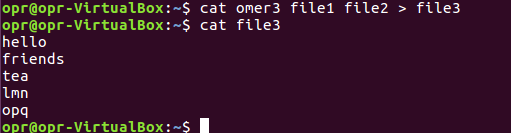 opr@opr-VirtualBox:~$ cat omer3 file1 file2 > file3
opr@opr-VirtualBox:~$ cat file3
hello
friends
tea
lmn
opq
opr@opr-VirtualBox:~$